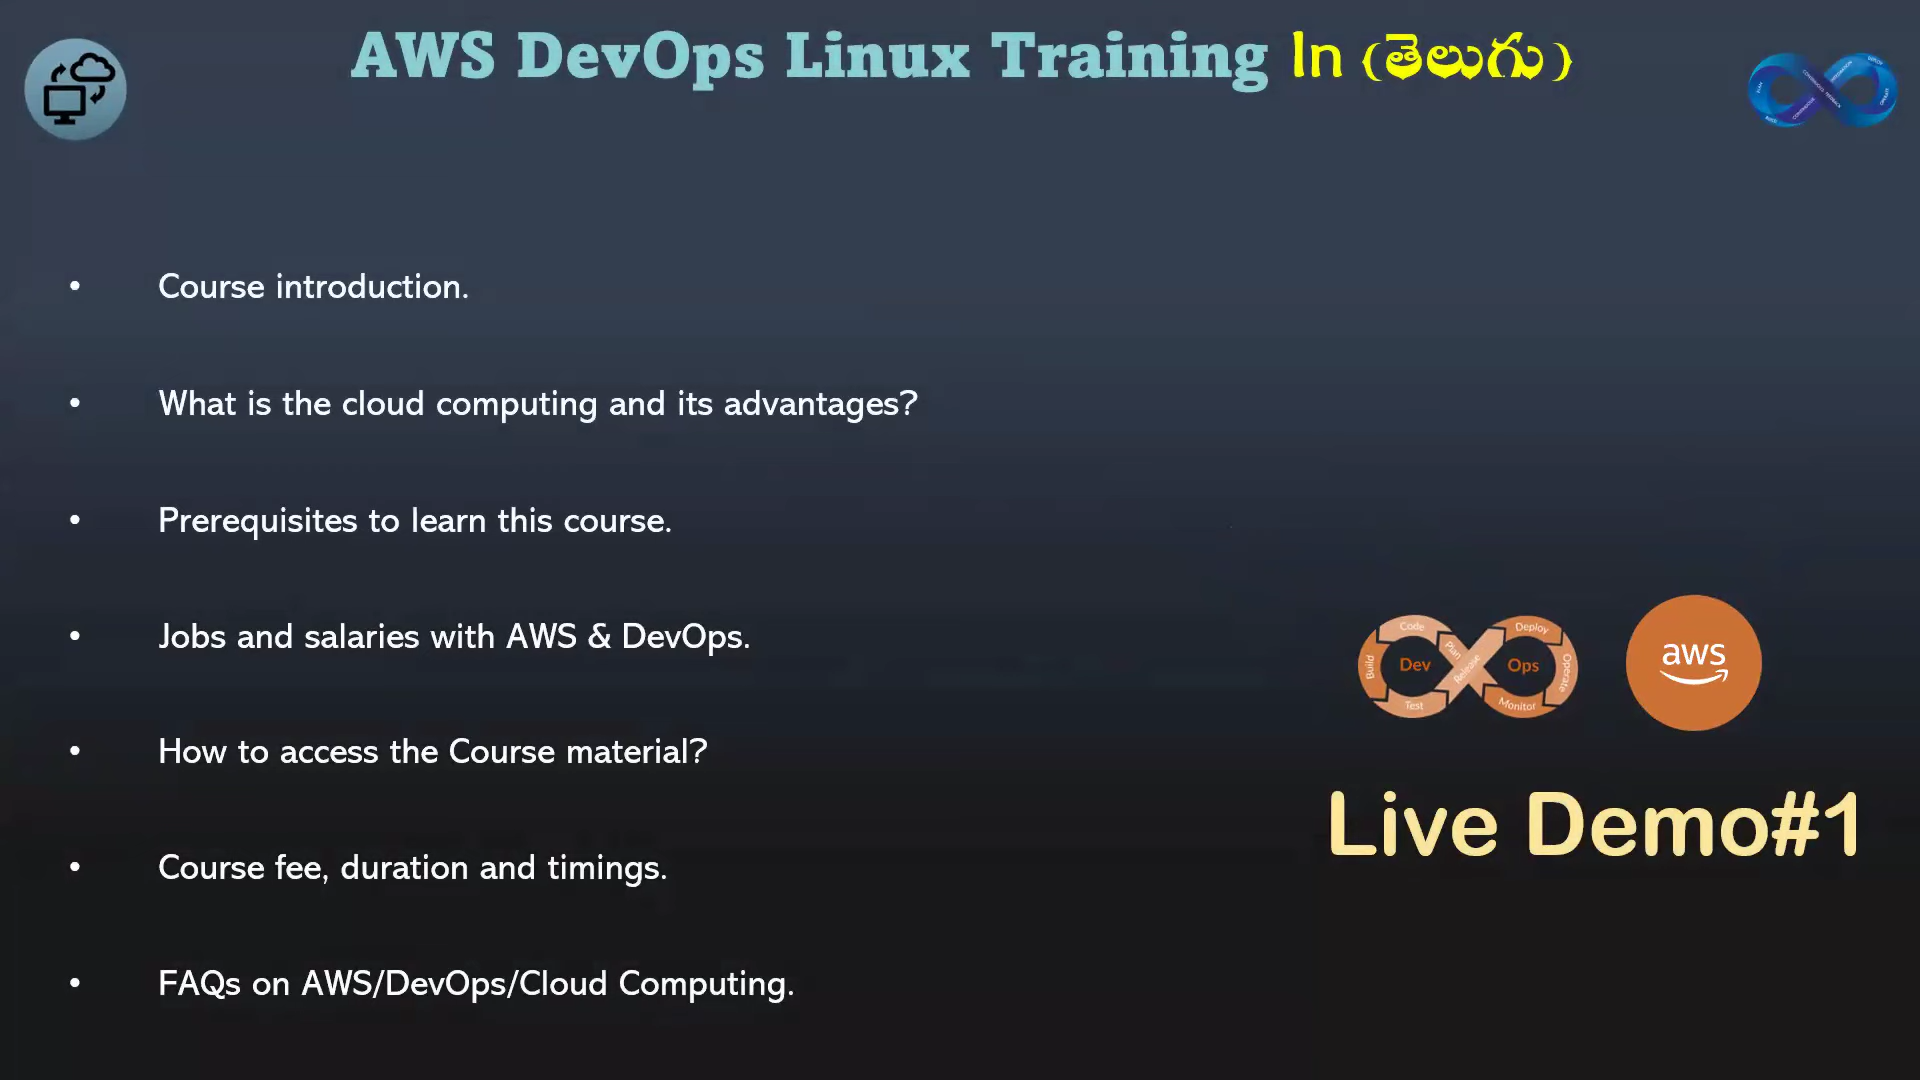 AWS DevOps Linux Training In (తెలుగు)
• Course introduction.
• What is the cloud computing and its advantages?
• Prerequisites to learn this course.
• Jobs and salaries with AWS & DevOps.
• How to access the Course material?
• Course fee, duration and timings.
• FAQs on AWS/DevOps/Cloud Computing.
Code
Build
Dev
Test
Plan
Release
Deploy
Ops
Operate
Monitor
aws
Live Demo#1